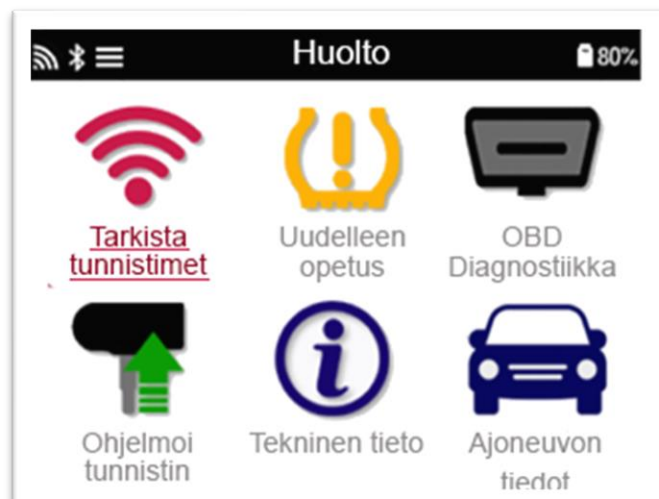 Huolto
80%
Tarkista
tunnistimet
Uudelleen
opetus
OBD
Diagnostiikka
Ohjelmoi
tunnistin
Tekninen tieto
Ajoneuvon
tiedot